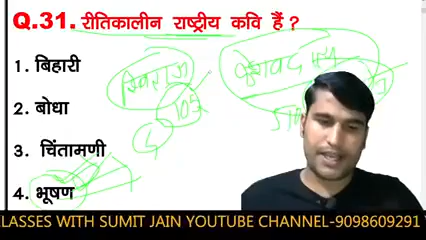 Q.31. रीतिकालीन राष्ट्रीय कवि हैं ?
1. बिहारी
2. बोधा
3. चिंतामणी
4. भूषण
LASSES WITH SUMIT JAIN YOUTUBE CHANNEL-9098609291